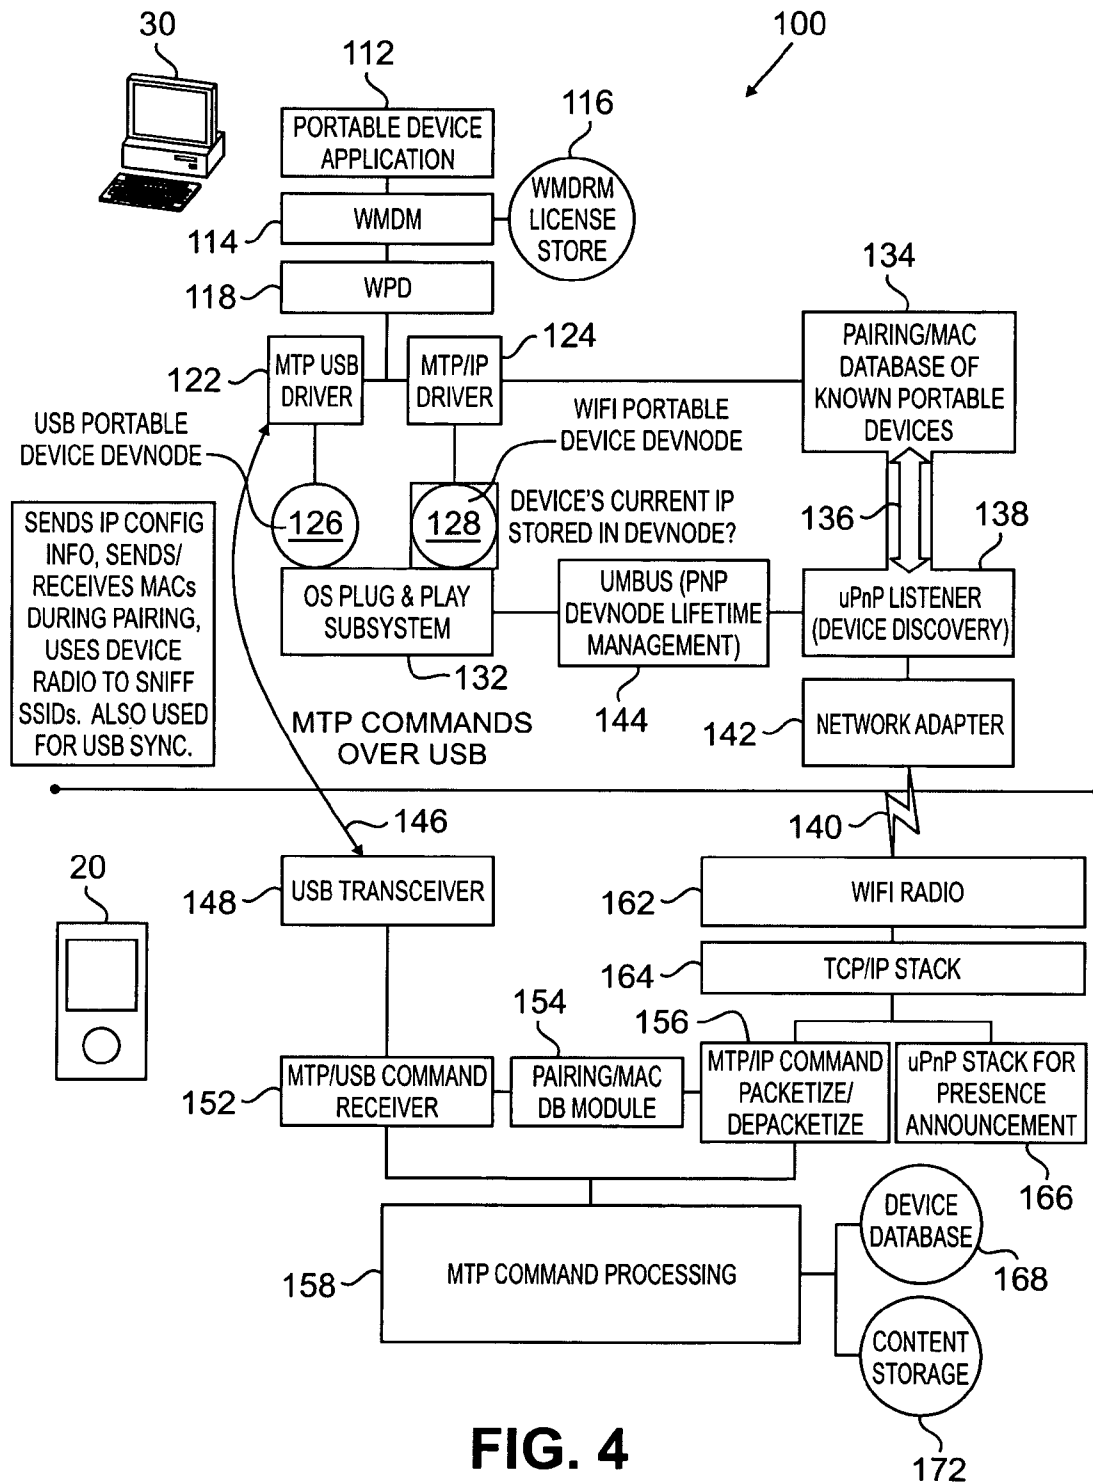 30
100
112
116
PORTABLE DEVICE
APPLICATION
WMDRM
LICENSE
STORE
WMDM
114
WPD
118
134
124
PAIRING/MAC
DATABASE OF
KNOWN PORTABLE
DEVICES
MTP USB
DRIVER
MTP/IP
DRIVER
122
USB PORTABLE
DEVICE DEVNODE
WIFI PORTABLE
DEVICE DEVNODE
126
128
DEVICE'S CURRENT IP
STORED IN DEVNODE?
136
138
SENDS IP CONFIG
INFO, SENDS/
RECEIVES MACs
DURING PAIRING,
USES DEVICE
RADIO TO SNIFF
SSIDs. ALSO USED
FOR USB SYNC.
OS PLUG & PLAY
SUBSYSTEM
132
UMBUS (PNP
DEVNODE LIFETIME
MANAGEMENT)
144
uPnP LISTENER
(DEVICE DISCOVERY)
142
NETWORK ADAPTER
MTP COMMANDS
OVER USB
146
140
20
148
USB TRANSCEIVER
162
WIFI RADIO
164
TCP/IP STACK
154
156
152
MTP/USB COMMAND
RECEIVER
PAIRING/MAC
DB MODULE
MTP/IP COMMAND
PACKETIZE/
DEPACKETIZE
uPnP STACK FOR
PRESENCE
ANNOUNCEMENT
166
DEVICE
DATABASE
168
158
MTP COMMAND PROCESSING
CONTENT
STORAGE
172
FIG. 4